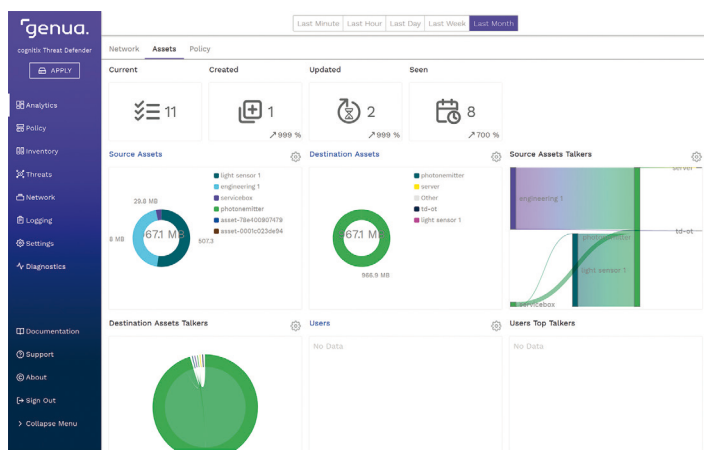 genua.
cognitix Threat Defender
APPLY
Analytics
Policy
Inventory
Threats
Network
Logging
Settings
Diagnostics
Documentation
Support
About
Sign Out
Collapse Menu
Last Minute Last Hour Last Day Last Week Last Month
Network Assets Policy
Current Created Updated Seen
11 1 2 8
999 % 999 % 700 %
Source Assets
29.8 MB
8 MB
67.1 MB
507.3
light sensor 1
engineering 1
servicebox
photonemitter
asset-78e400907479
asset-0001c023de94
Destination Assets
67.1 MB
988.9 MB
photonemitter
server
Other
td-ot
light sensor 1
Source Assets Talkers
server
engineering 1
td-ot
photonemitter
light sensor 1
servicebox
Destination Assets Talkers
Users
No Data
Users Top Talkers
No Data